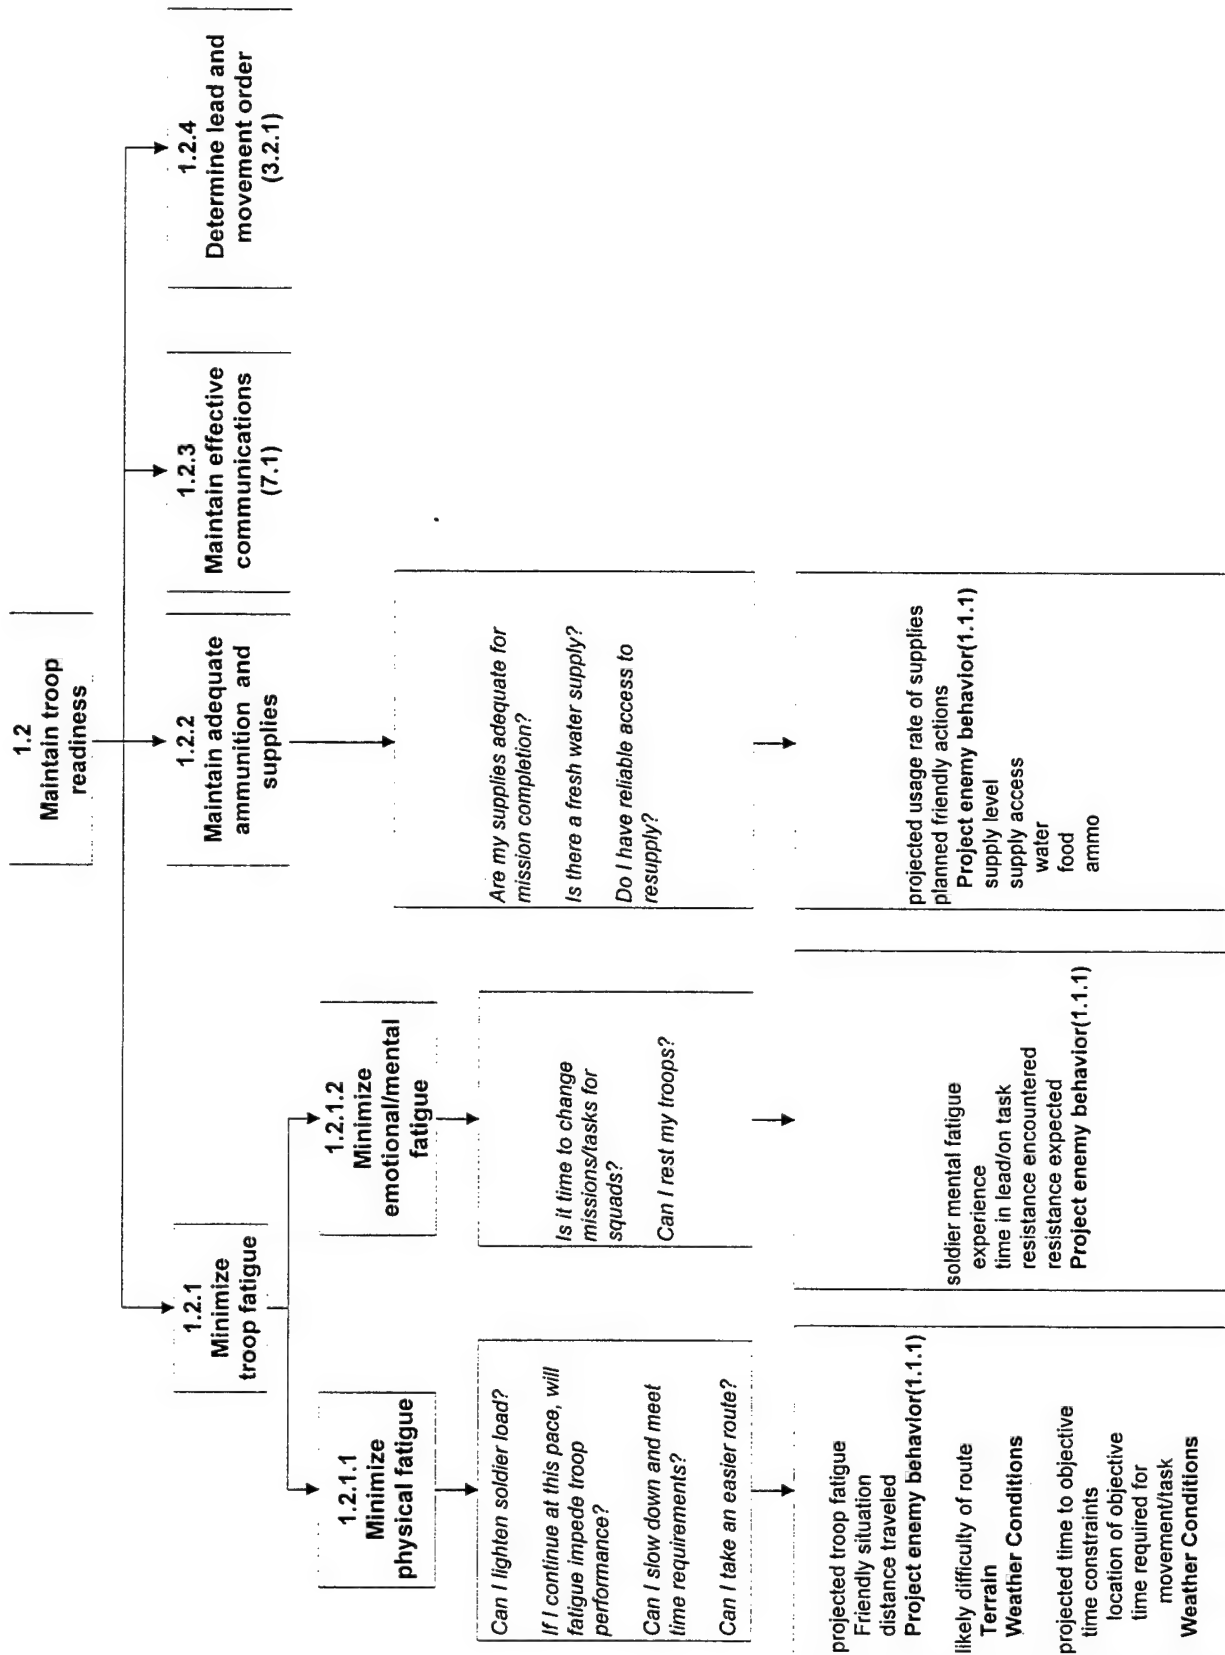 1.2
Maintain troop
readiness
1.2.1
Minimize
troop fatigue
1.2.2
Maintain adequate
ammunition and
supplies
1.2.3
Maintain effective
communications
(7.1)
1.2.4
Determine lead and
movement order
(3.2.1)
1.2.1.1
Minimize
physical fatigue
1.2.1.2
Minimize
emotional/mental
fatigue
Can I lighten soldier load?
If I continue at this pace, will
fatigue impede troop
performance?
Can I slow down and meet
time requirements?
Can I take an easier route?
Is it time to change
missions/tasks for
squads?
Can I rest my troops?
Are my supplies adequate for
mission completion?
Is there a fresh water supply?
Do I have reliable access to
resupply?
projected troop fatigue
Friendly situation
distance traveled
Project enemy behavior(1.1.1)
likely difficulty of route
Terrain
Weather Conditions
projected time to objective
time constraints
location of objective
time required for
movement/task
Weather Conditions
soldier mental fatigue
experience
time in lead/on task
resistance encountered
resistance expected
Project enemy behavior(1.1.1)
projected usage rate of supplies
planned friendly actions
Project enemy behavior(1.1.1)
supply level
supply access
water
food
ammo